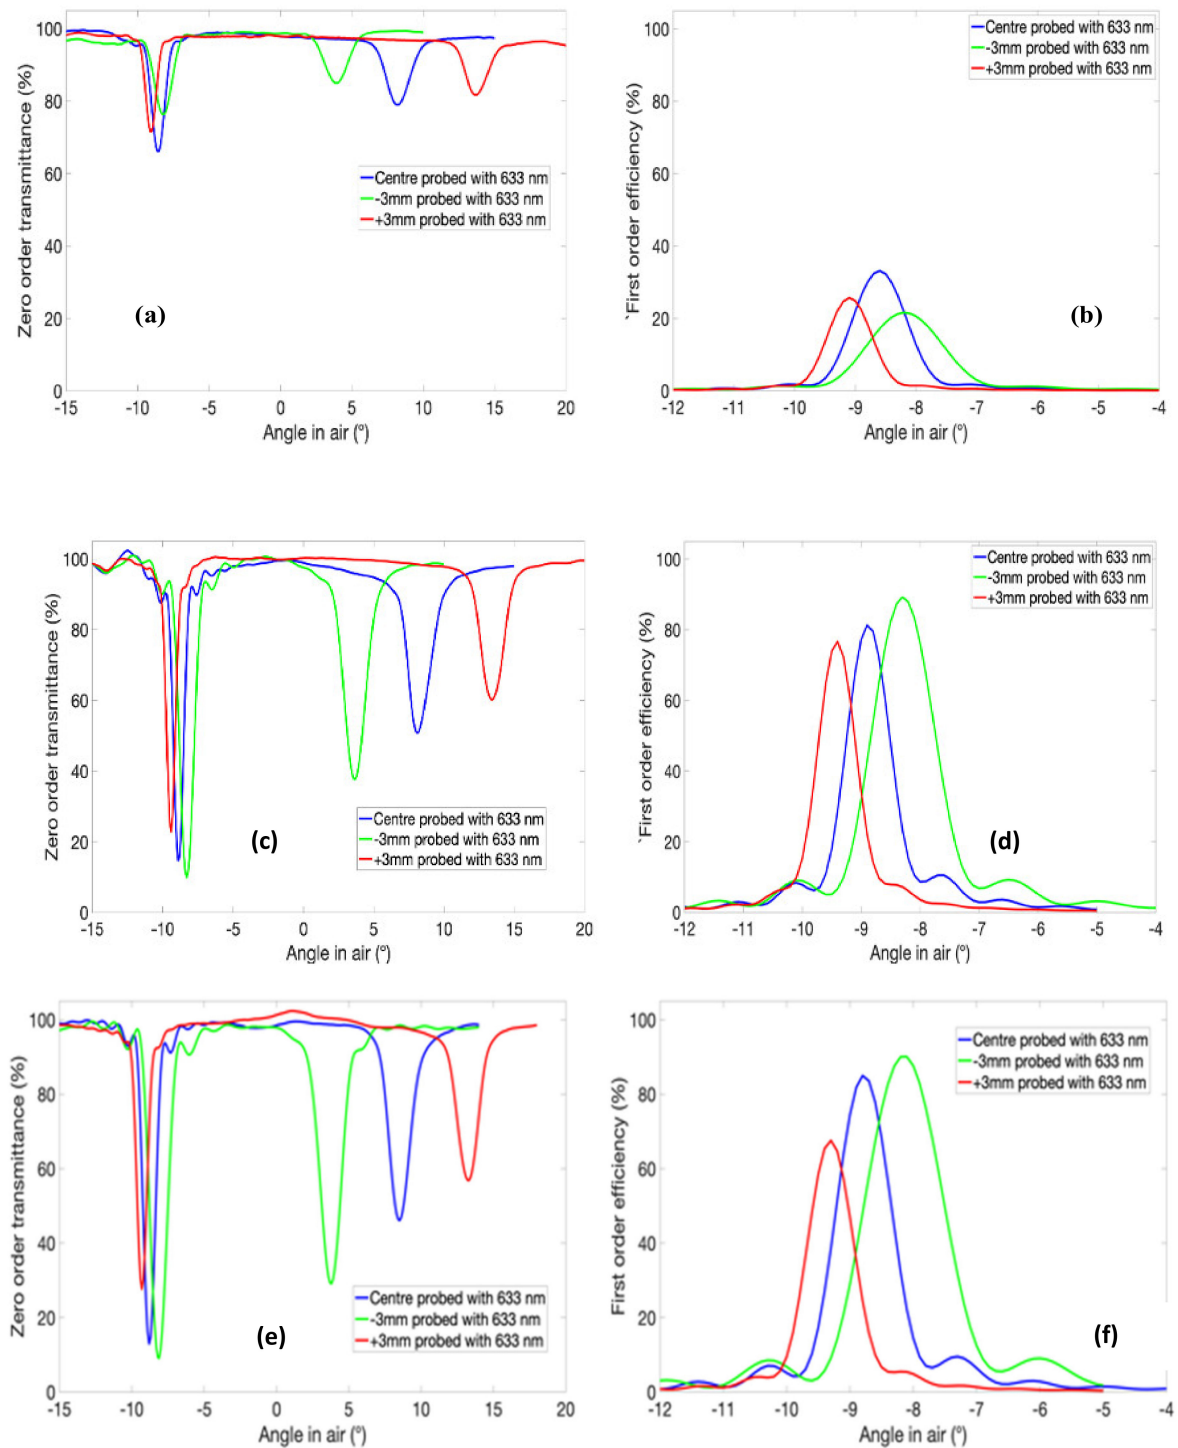 Zero order transmittance (%)
100
80
60
40
20
0
-15 -10 -5 0 5 10 15 20
Angle in air (°)
Centre probed with 633 nm
-3mm probed with 633 nm
+3mm probed with 633 nm
(a)
`First order efficiency (%)
100
80
60
40
20
0
-12 -11 -10 -9 -8 -7 -6 -5 -4
Angle in air (°)
Centre probed with 633 nm
-3mm probed with 633 nm
+3mm probed with 633 nm
(b)
Zero order transmittance (%)
100
80
60
40
20
0
-15 -10 -5 0 5 10 15 20
Angle in air (°)
Centre probed with 633 nm
-3mm probed with 633 nm
+3mm probed with 633 nm
(c)
`First order efficiency (%)
100
80
60
40
20
0
-12 -11 -10 -9 -8 -7 -6 -5 -4
Angle in air (°)
Centre probed with 633 nm
-3mm probed with 633 nm
+3mm probed with 633 nm
(d)
Zero order transmittance (%)
100
80
60
40
20
0
-15 -10 -5 0 5 10 15 20
Angle in air (°)
Centre probed with 633 nm
-3mm probed with 633 nm
+3mm probed with 633 nm
(e)
First order efficiency (%)
100
80
60
40
20
0
-12 -11 -10 -9 -8 -7 -6 -5 -4
Angle in air (°)
Centre probed with 633 nm
-3mm probed with 633 nm
+3mm probed with 633 nm
(f)